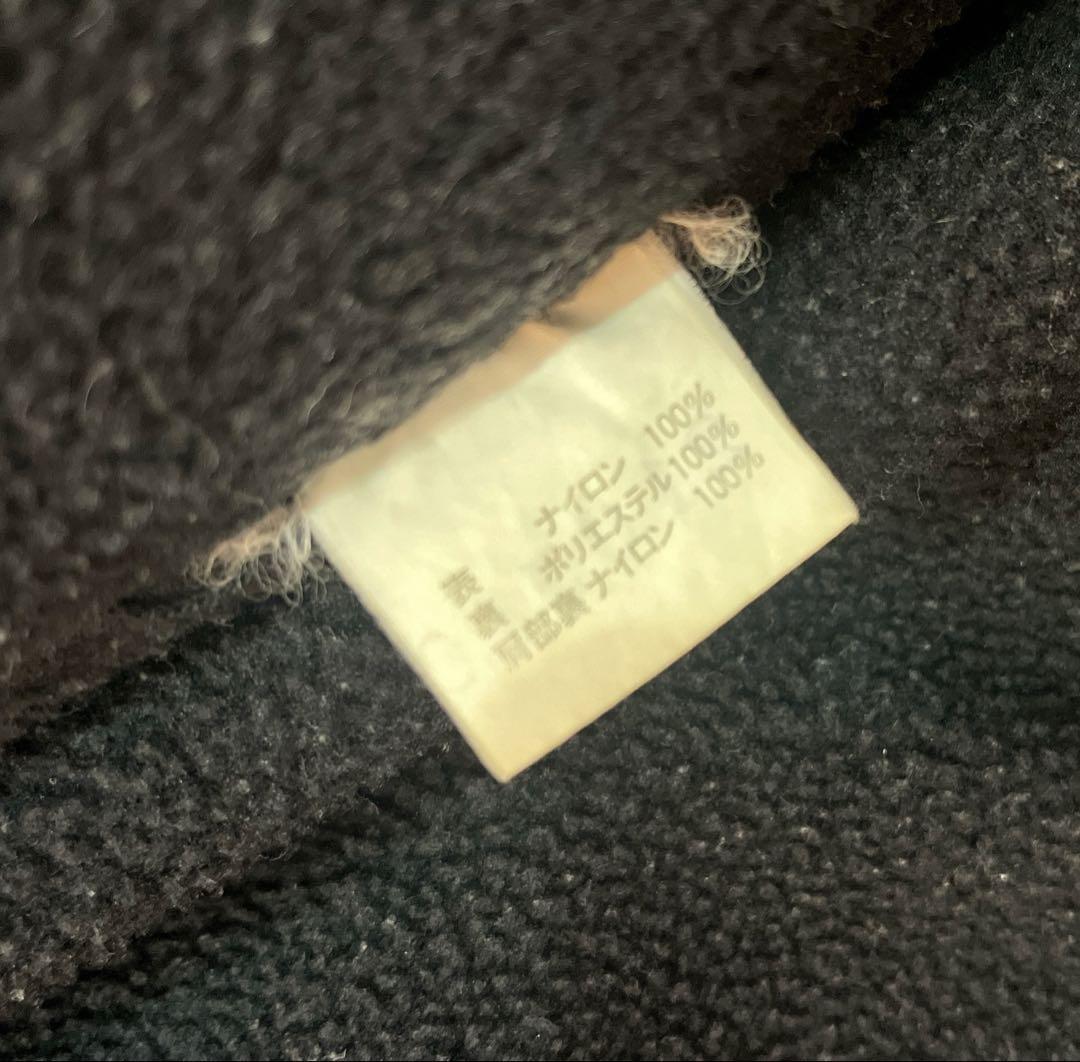 表 ナイロン 100%
裏 ポリエステル100%
肩部裏 ナイロン 100%